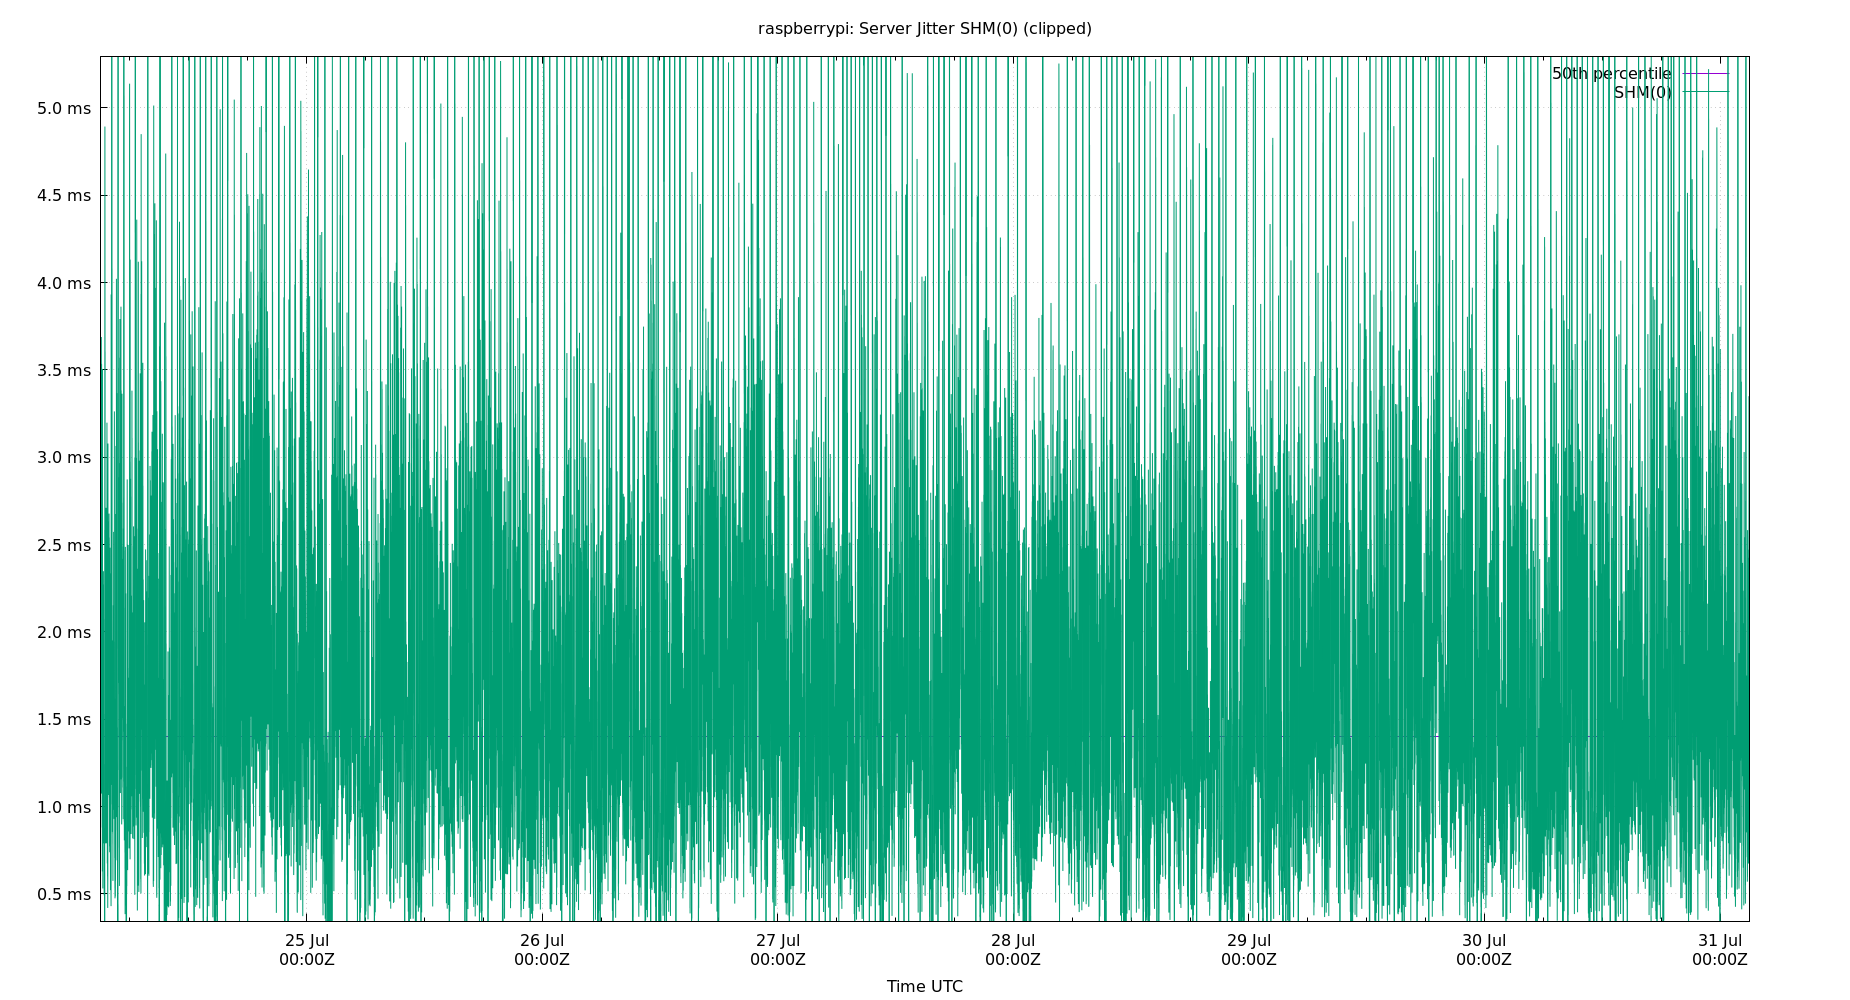 raspberrypi: Server Jitter SHM(0) (clipped)
50th percentile
SHM(0)
5.0 ms
4.5 ms
4.0 ms
3.5 ms
3.0 ms
2.5 ms
2.0 ms
1.5 ms
1.0 ms
0.5 ms
25 Jul 26 Jul 27 Jul 28 Jul 29 Jul 30 Jul 31 Jul
00:00Z 00:00Z 00:00Z 00:00Z 00:00Z 00:00Z 00:00Z
Time UTC